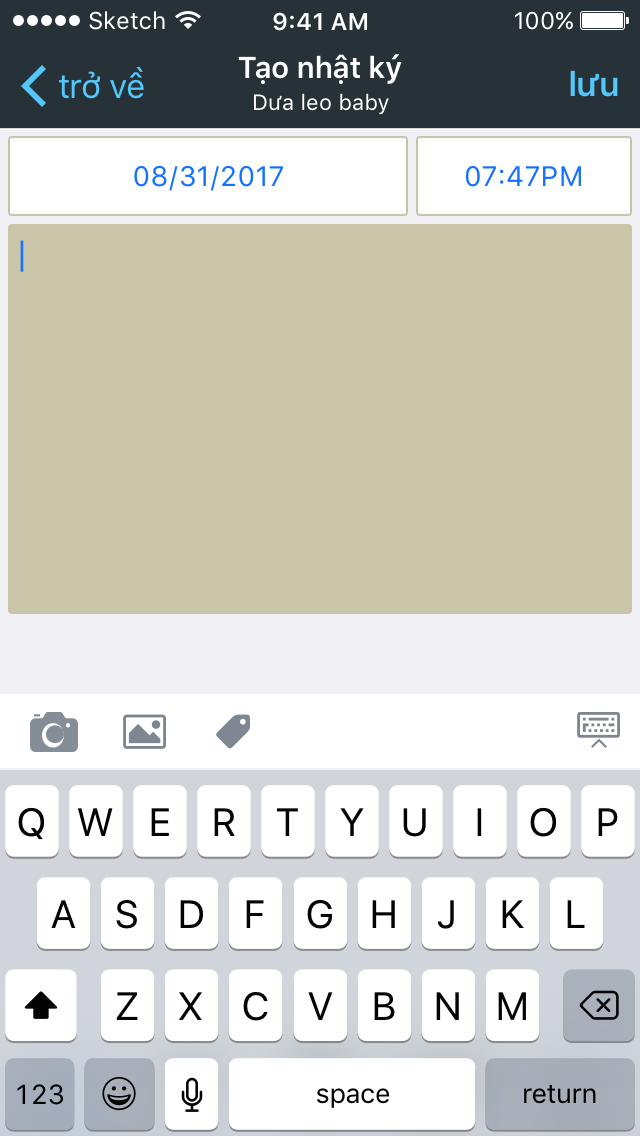 Sketch 9:41 AM 100%
trở về Tạo nhật ký lưu
Dưa leo baby
08/31/2017 07:47PM
Q W E R T Y U I O P
A S D F G H J K L
Z X C V B N M
123 space return